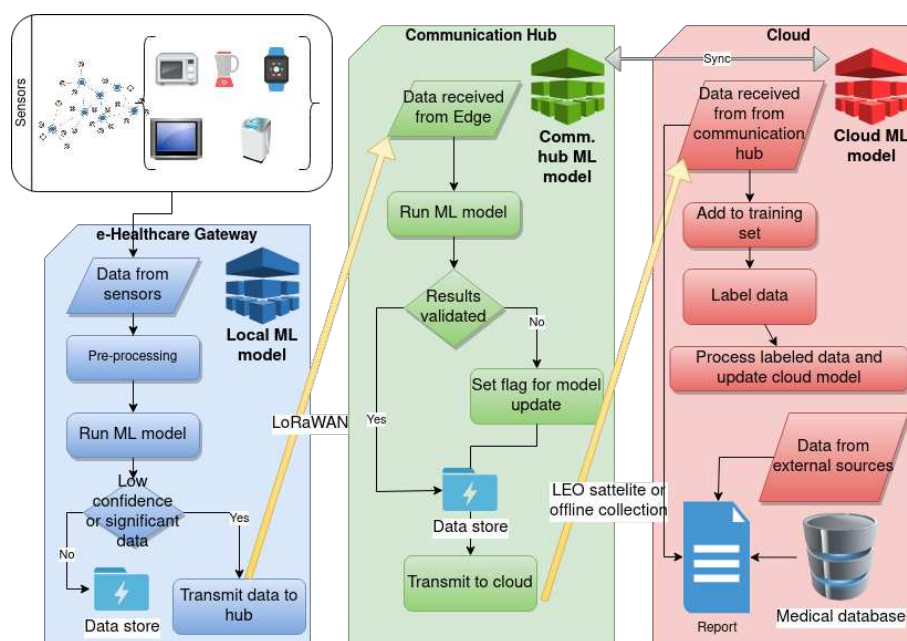 Sensors
e-Healthcare Gateway
Data from
sensors
Local ML
model
Pre-processing
Run ML model
Low
confidence
or significant
data
Yes
No
Data store
Transmit data to
hub
LoRaWAN
Communication Hub
Data received
from Edge
Comm.
hub ML
model
Run ML model
Results
validated
No
Yes
Set flag for model
update
Data store
Transmit to cloud
LEO sattelite or
offline collection
Sync
Cloud
Data received
from from
communication
hub
Cloud ML
model
Add to training
set
Label data
Process labeled data and
update cloud model
Data from
external sources
Report
Medical database